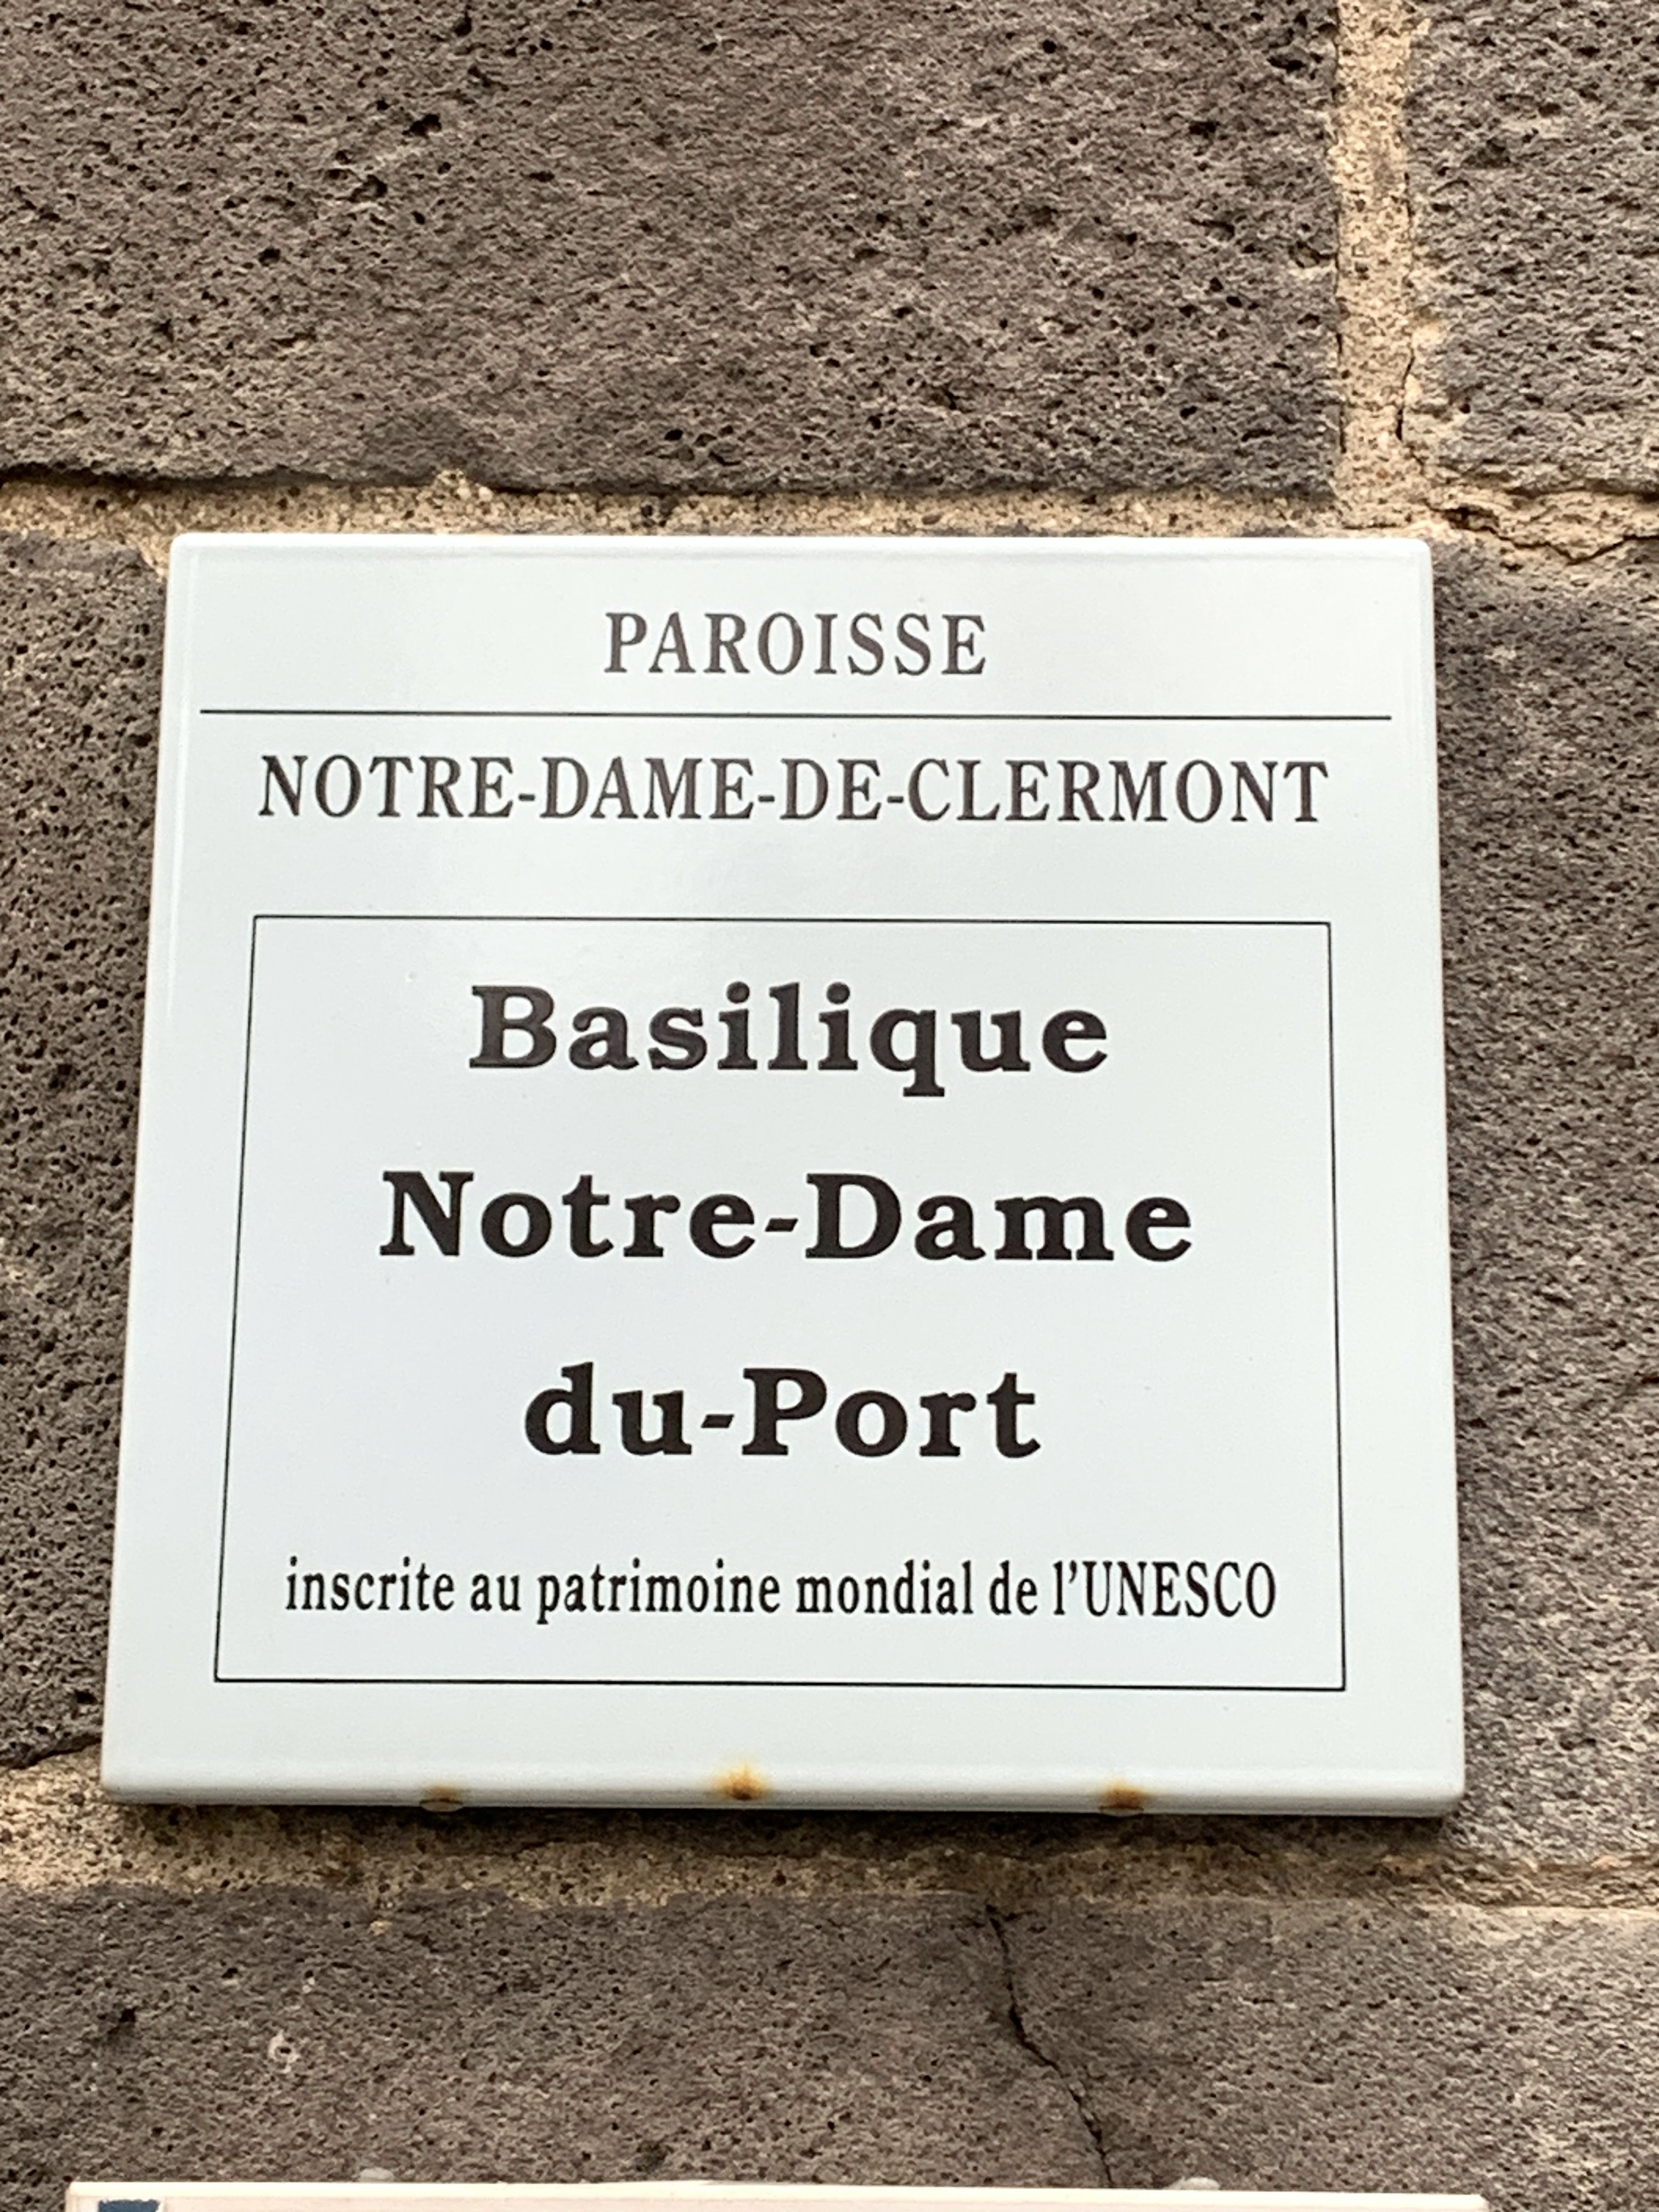 PAROISSE
NOTRE-DAME-DE-CLERMONT
Basilique
Notre-Dame
du-Port
inscrite au patrimoine mondial de l'UNESCO